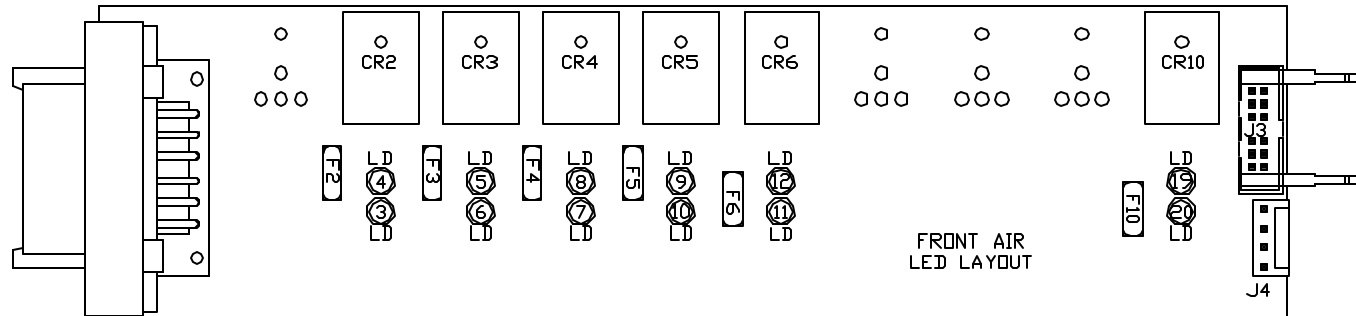 CR2 CR3 CR4 CR5 CR6 CR10
J3
LD LD LD LD LD LD
F2 F3 F4 F5 F6 F10
4 5 8 9 12 19
3 6 7 10 11 20
LD LD LD LD LD LD
FRONT AIR
LED LAYOUT
J4